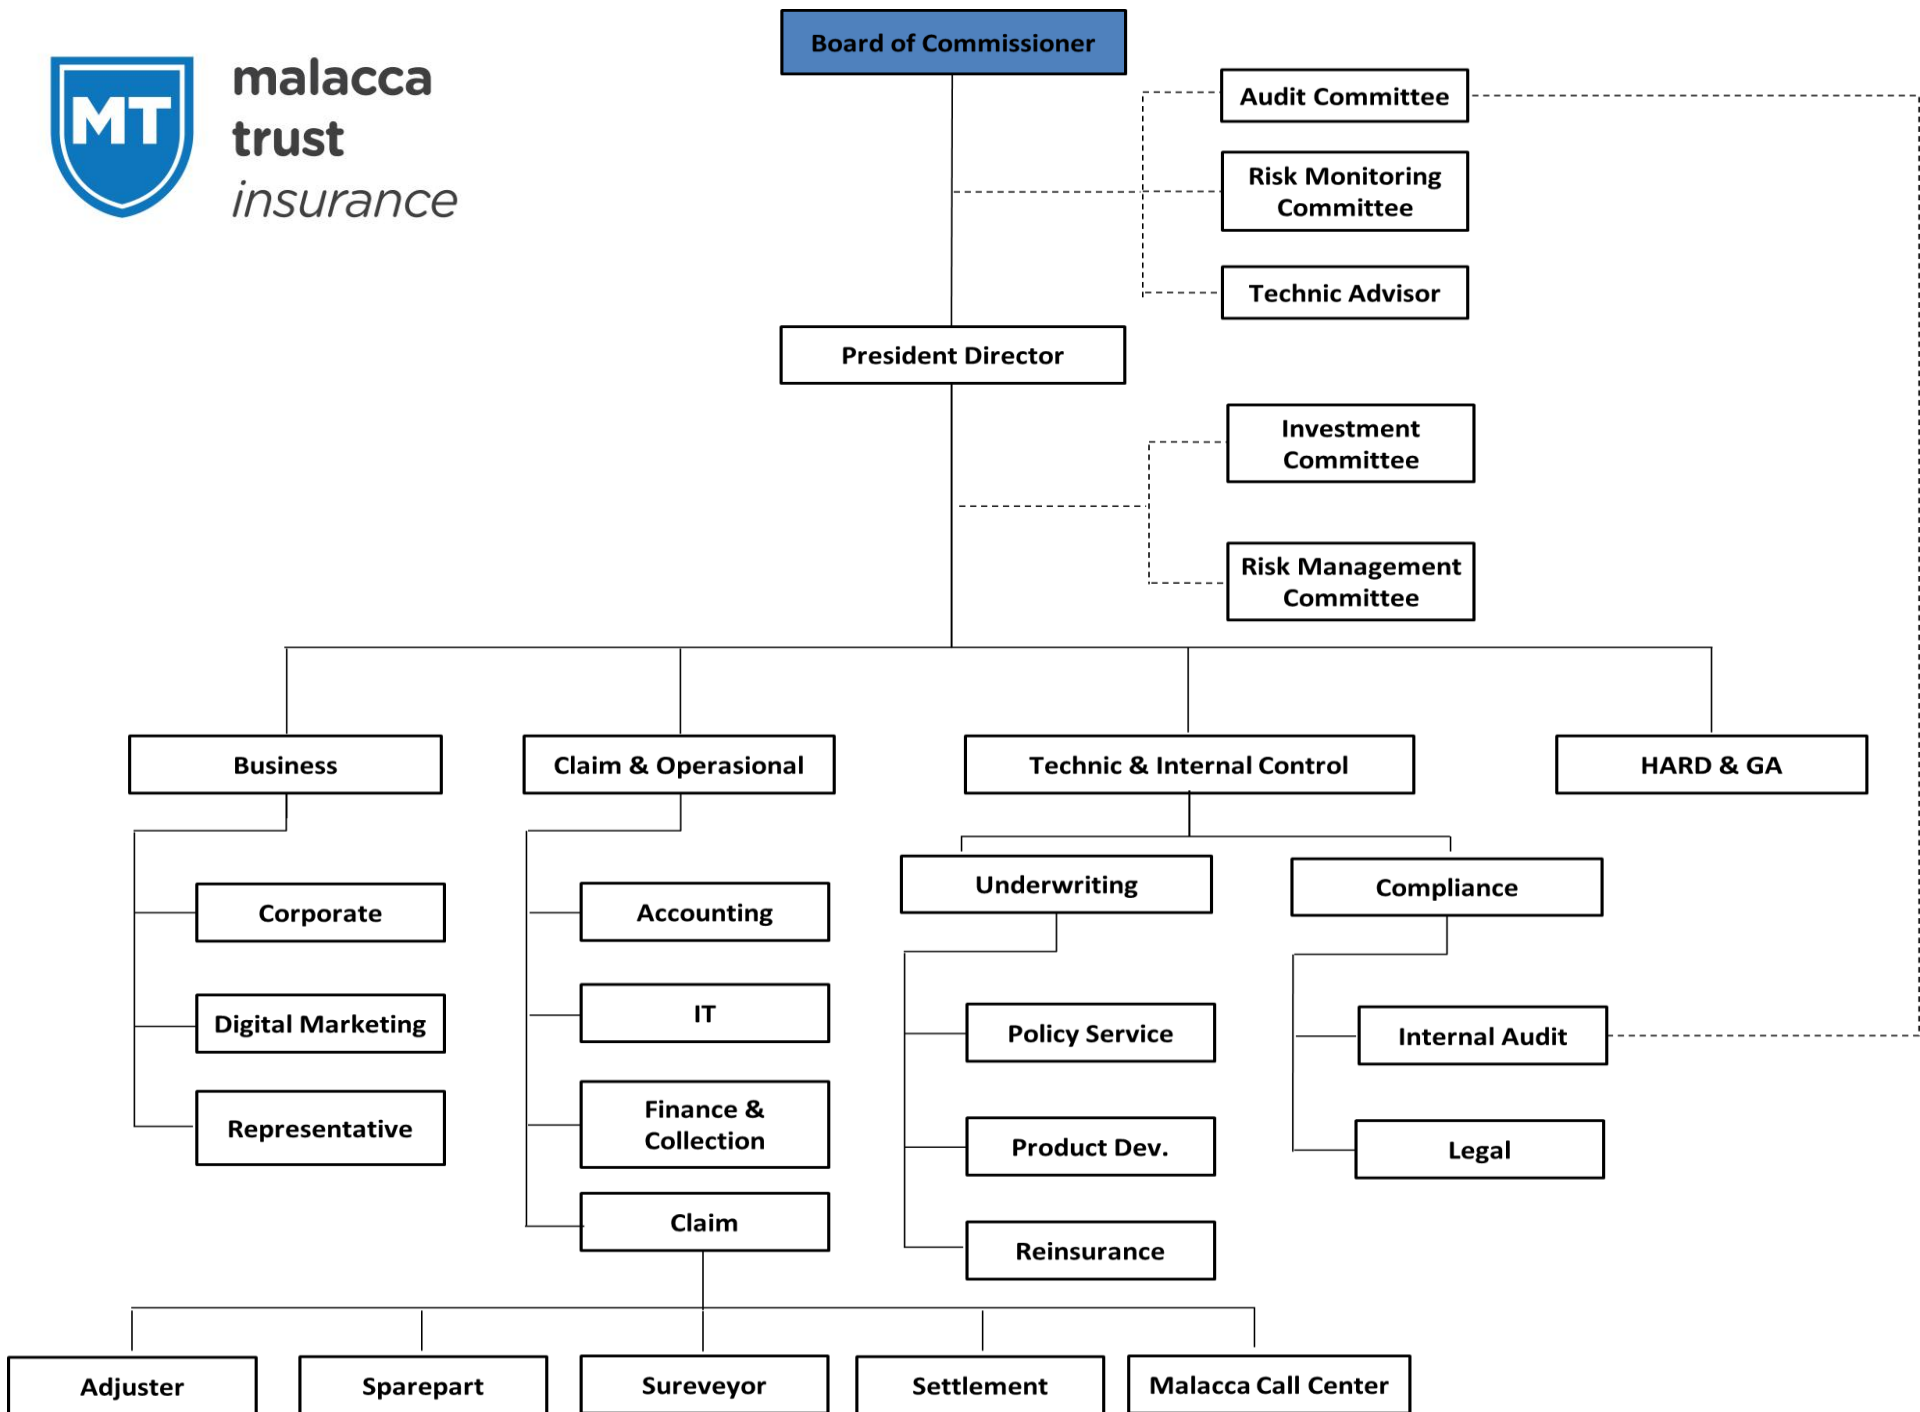 Board of Commissioner
MT
malacca
trust
insurance
Audit Committee
Risk Monitoring
Committee
Technic Advisor
President Director
Investment
Committee
Risk Management
Committee
Business
Claim & Operasional
Technic & Internal Control
HARD & GA
Corporate
Digital Marketing
Representative
Accounting
IT
Finance &
Collection
Claim
Underwriting
Policy Service
Product Dev.
Reinsurance
Compliance
Internal Audit
Legal
Adjuster
Sparepart
Sureveyor
Settlement
Malacca Call Center